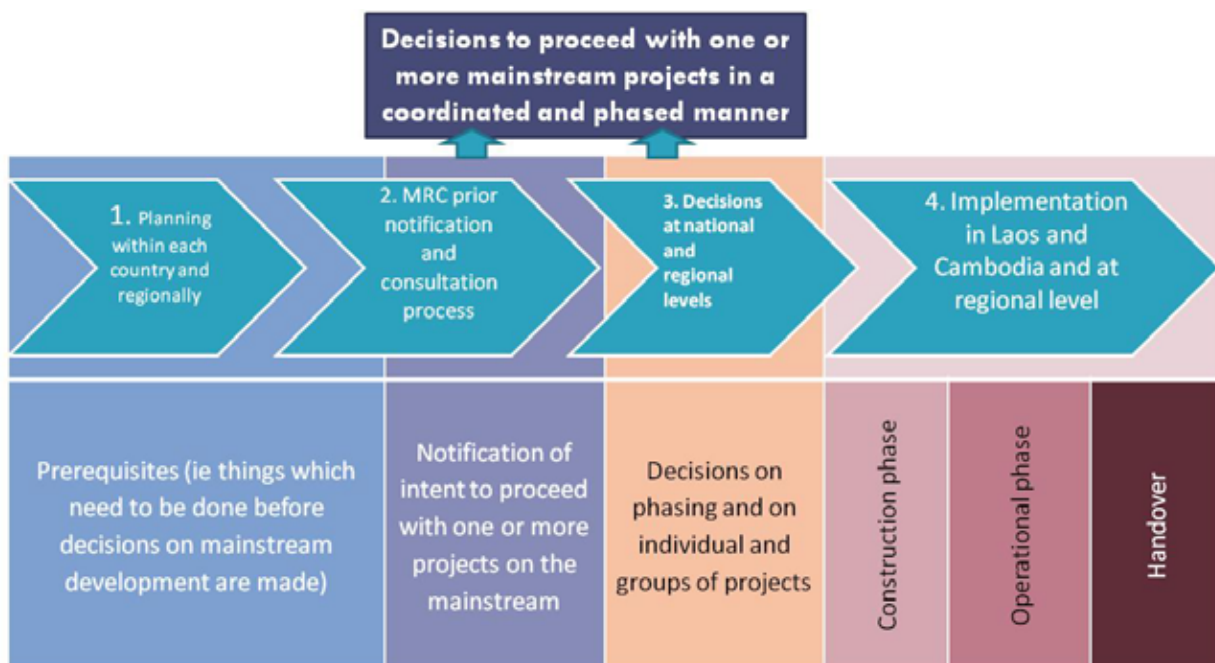 Decisions to proceed with one or
more mainstream projects in a
coordinated and phased manner
1. Planning
within each
country and
regionally
2. MRC prior
notification
and
consultation
process
3. Decisions
at national
and
regional
levels
4. Implementation
in Laos and
Cambodia and at
regional level
Prerequisites (ie things which
need to be done before
decisions on mainstream
development are made)
Notification of
intent to proceed
with one or more
projects on the
mainstream
Decisions on
phasing and on
individual and
groups of projects
Construction phase
Operational phase
Handover